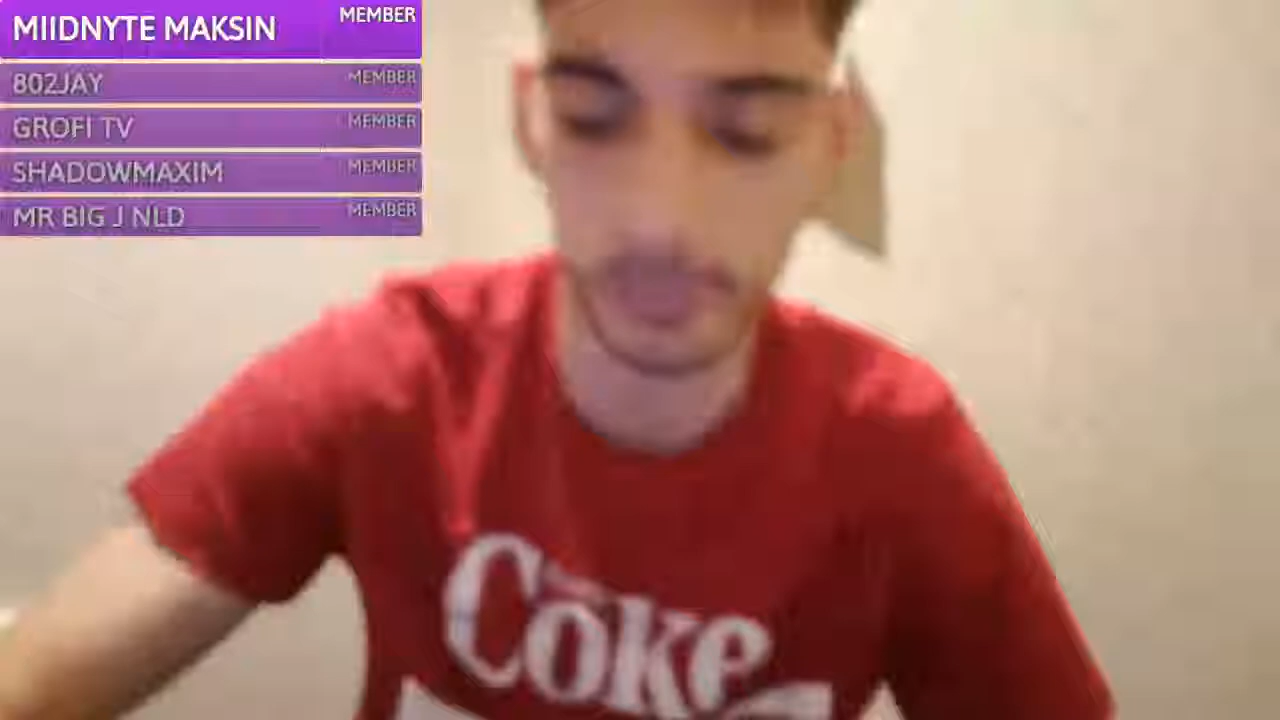 MIIDNYTE MAKSIN MEMBER
802JAY MEMBER
GROFI TV MEMBER
SHADOWMAXIM MEMBER
MR BIG J NLD MEMBER
Coke